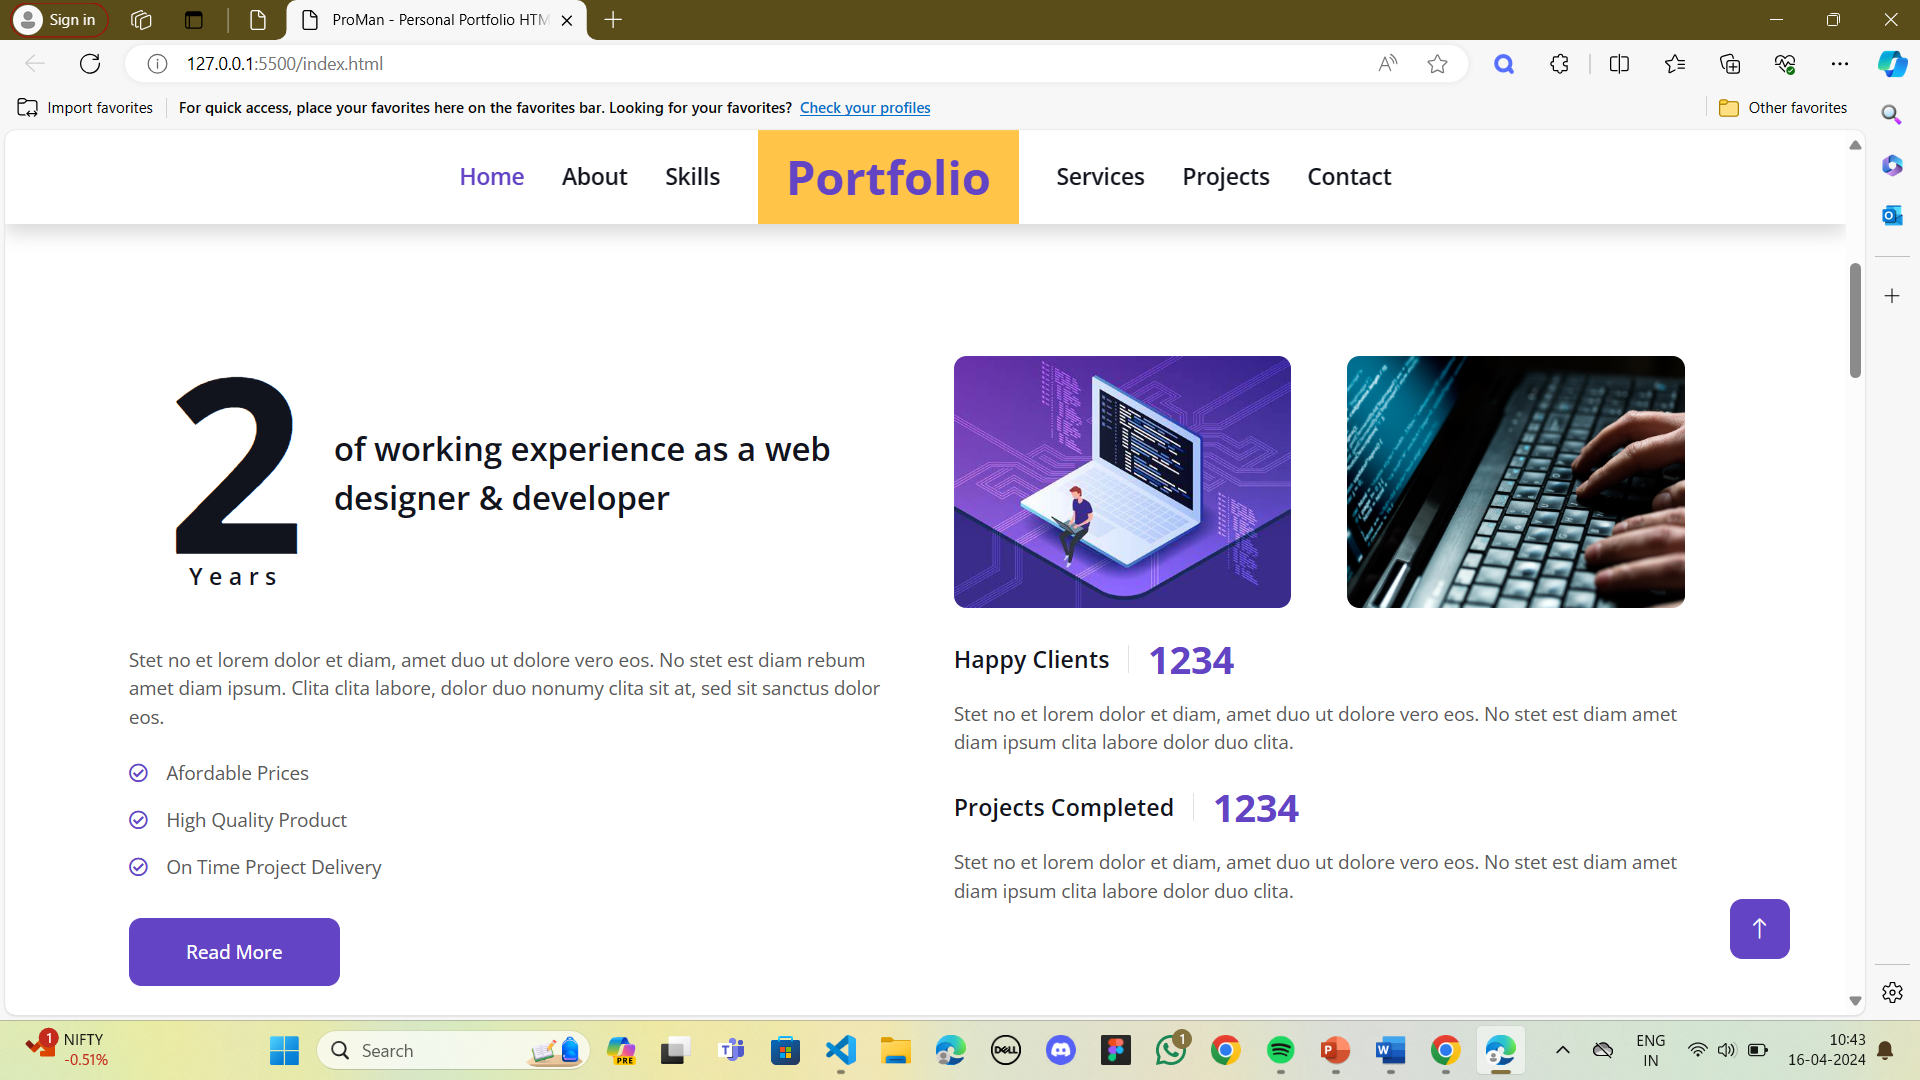 Sign in
ProMan - Personal Portfolio HTM
127.0.0.1:5500/index.html
Import favorites
For quick access, place your favorites here on the favorites bar. Looking for your favorites? Check your profiles
Other favorites
Home About Skills Portfolio Services Projects Contact
2
Years
of working experience as a web
designer & developer
Stet no et lorem dolor et diam, amet duo ut dolore vero eos. No stet est diam rebum
amet diam ipsum. Clita clita labore, dolor duo nonumy clita sit at, sed sit sanctus dolor
eos.
Afordable Prices
High Quality Product
On Time Project Delivery
Read More
Happy Clients 1234
Stet no et lorem dolor et diam, amet duo ut dolore vero eos. No stet est diam amet
diam ipsum clita labore dolor duo clita.
Projects Completed 1234
Stet no et lorem dolor et diam, amet duo ut dolore vero eos. No stet est diam amet
diam ipsum clita labore dolor duo clita.
1
NIFTY
-0.51%
Search
PRE
DELL
1
ENG
IN
10:43
16-04-2024